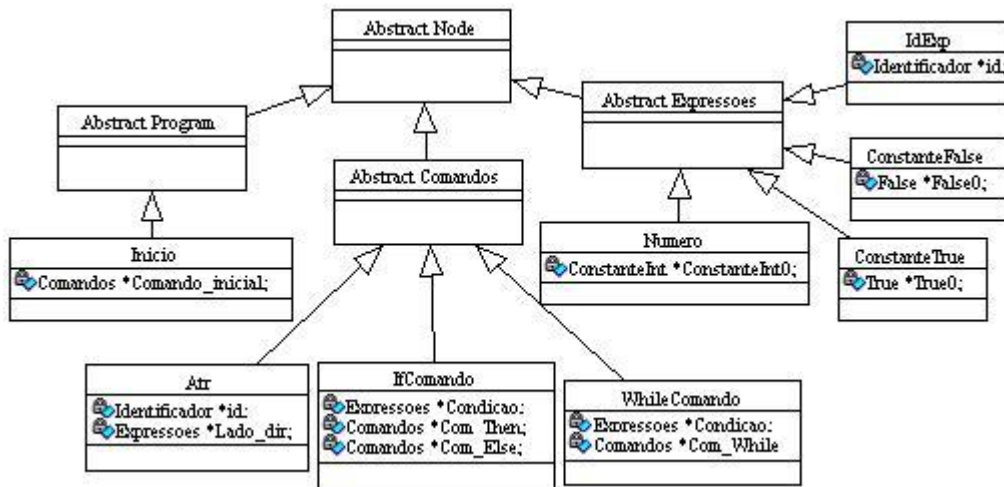 Abstract Node
IdExp
Identificador *id;
Abstract Program
Abstract Expressoes
Abstract Comandos
ConstanteFalse
False *False0;
Inicio
Comandos *Comando_inicial;
Numero
ConstanteInt *ConstanteInt0;
ConstanteTrue
True *True0;
Atr
Identificador *id;
Expressoes *Lado_dir;
IfComando
Expressoes *Condicao;
Comandos *Com_Then;
Comandos *Com_Else;
WhileComando
Expressoes *Condicao;
Comandos *Com_While